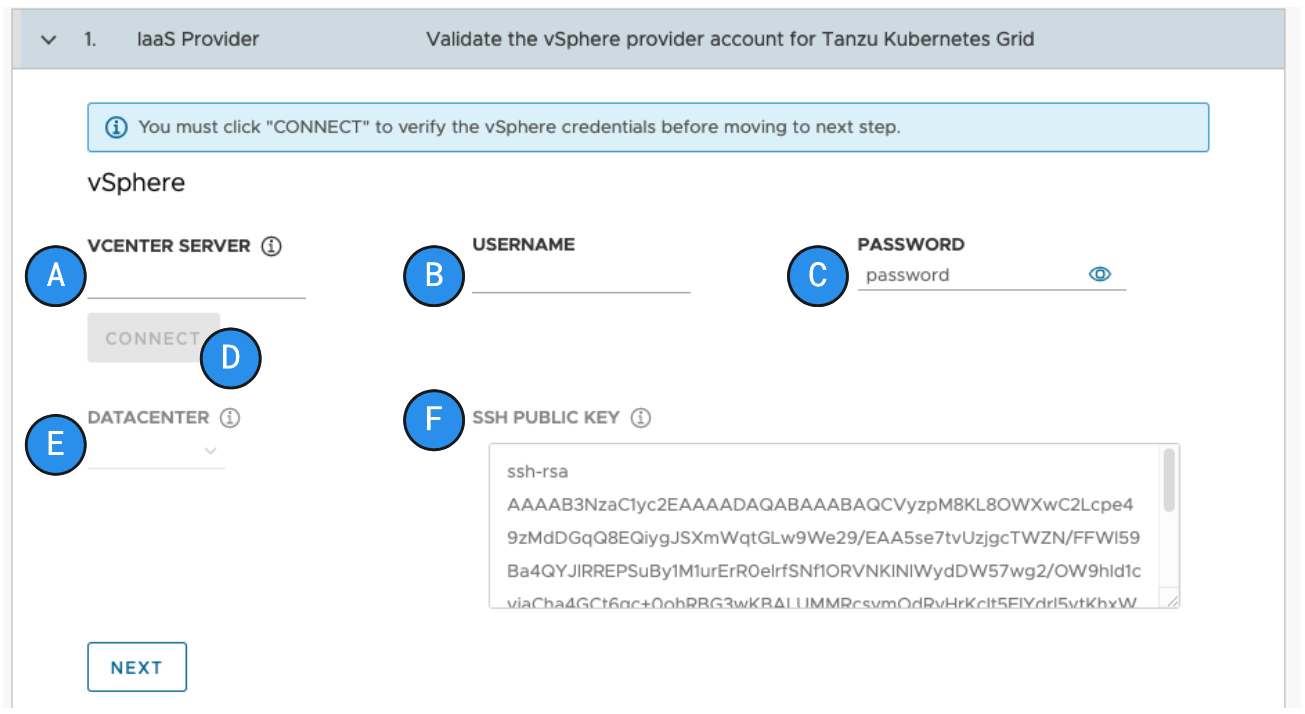 1. IaaS Provider Validate the vSphere provider account for Tanzu Kubernetes Grid
You must click "CONNECT" to verify the vSphere credentials before moving to next step.
vSphere
VCENTER SERVER USERNAME PASSWORD
A B C password
CONNECT
D
DATACENTER SSH PUBLIC KEY
E F
ssh-rsa
AAAAB3NzaC1yc2EAAAADAQABAAABAQCVyzpM8KL8OWXwC2Lcpe4
9zMdDGqQ8EQiygJSXmWqtGLw9We29/EAA5se7tvUzjgcTWZN/FFWl59
Ba4QYJlRREPSuBy1M1urErR0elrfSNf1ORVNKlNlWydDW57wg2/OW9hld1c
NEXT